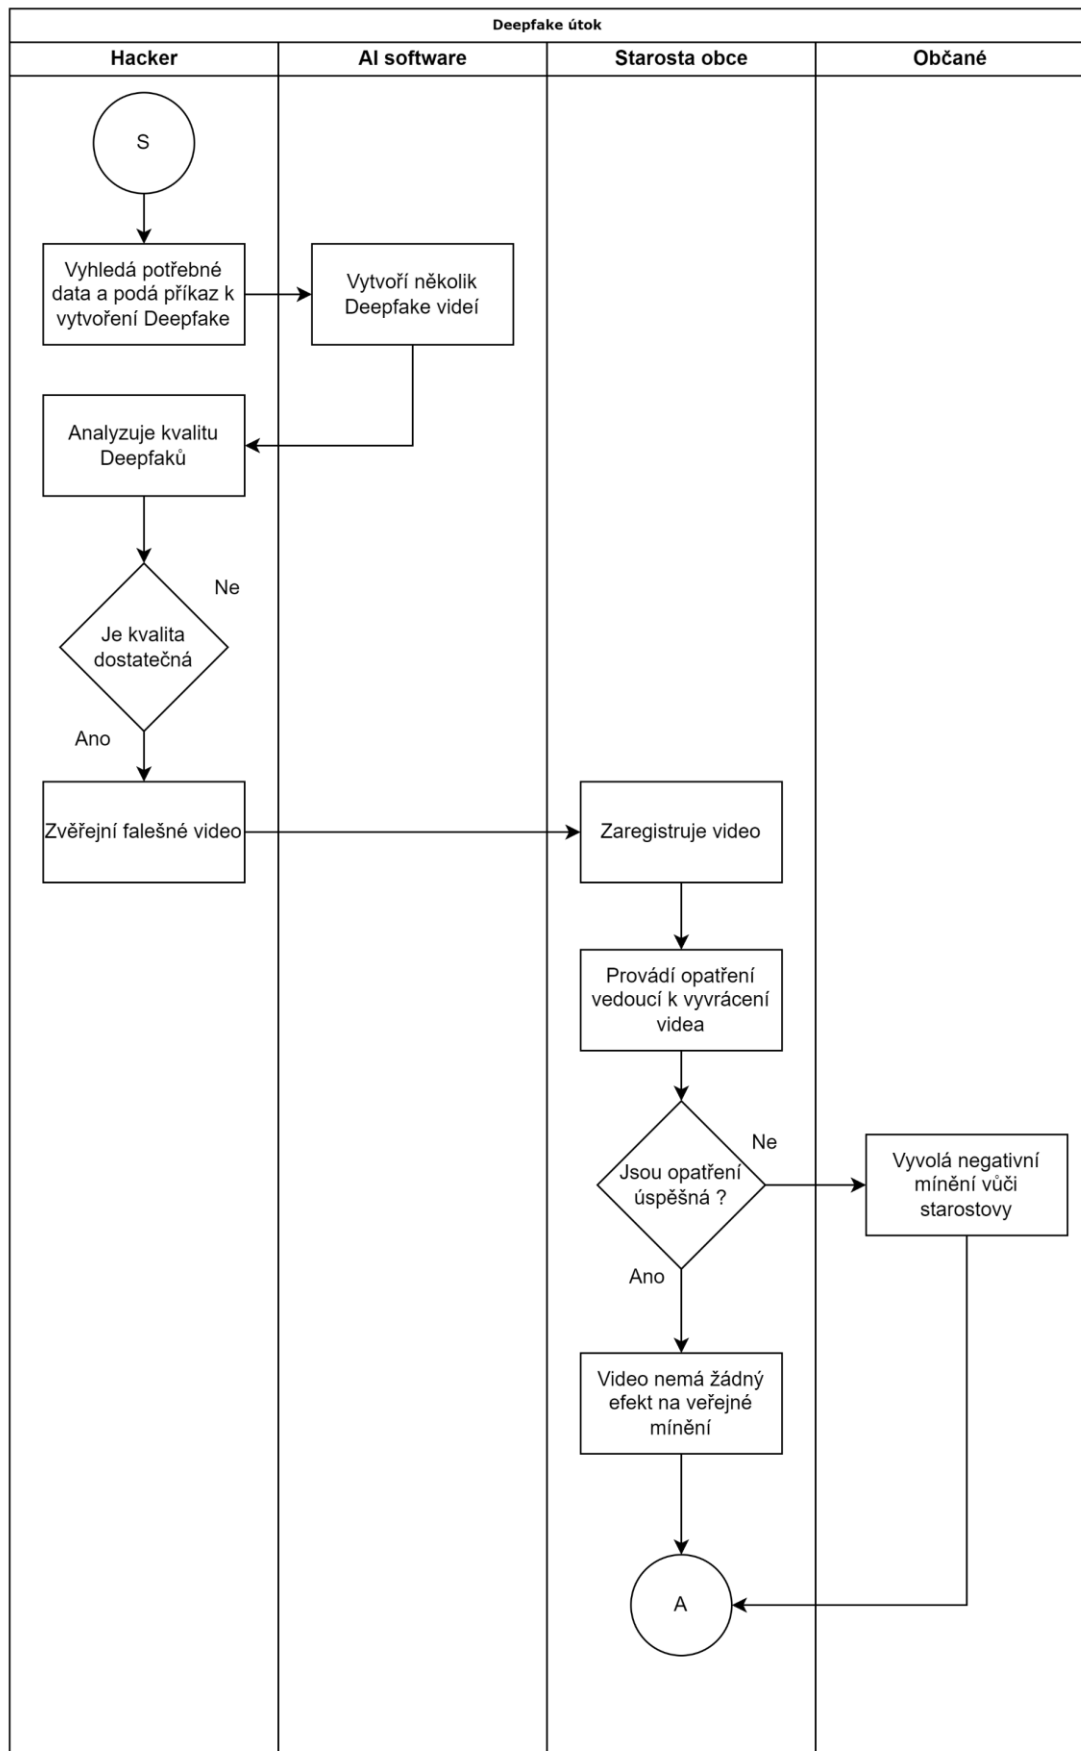 Deepfake útok
Hacker
AI software
Starosta obce
Občané
S
Vyhledá potřebné
data a podá příkaz k
vytvoření Deepfake
Vytvoří několik
Deepfake videí
Analyzuje kvalitu
Deepfaků
Ne
Je kvalita
dostatečná
Ano
Zvěřejní falešné video
Zaregistruje video
Provádí opatření
vedoucí k vyvrácení
videa
Jsou opatření
úspěšná ?
Ne
Vyvolá negativní
mínění vůči
starostovy
Ano
Video nemá žádný
efekt na veřejné
mínění
A